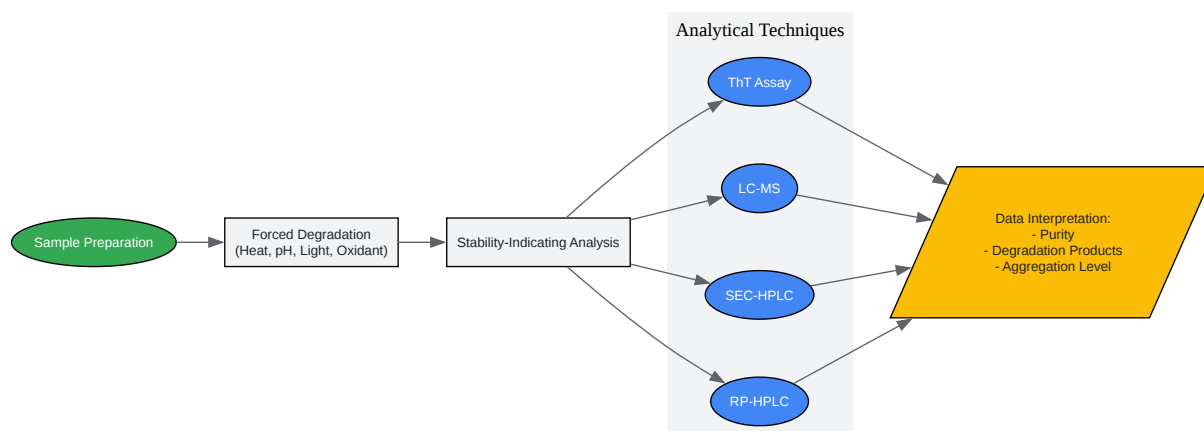 Analytical Techniques
ThT Assay
LC-MS
Sample Preparation
Forced Degradation
(Heat, pH, Light, Oxidant)
Stability-Indicating Analysis
SEC-HPLC
RP-HPLC
Data Interpretation:
- Purity
- Degradation Products
- Aggregation Level